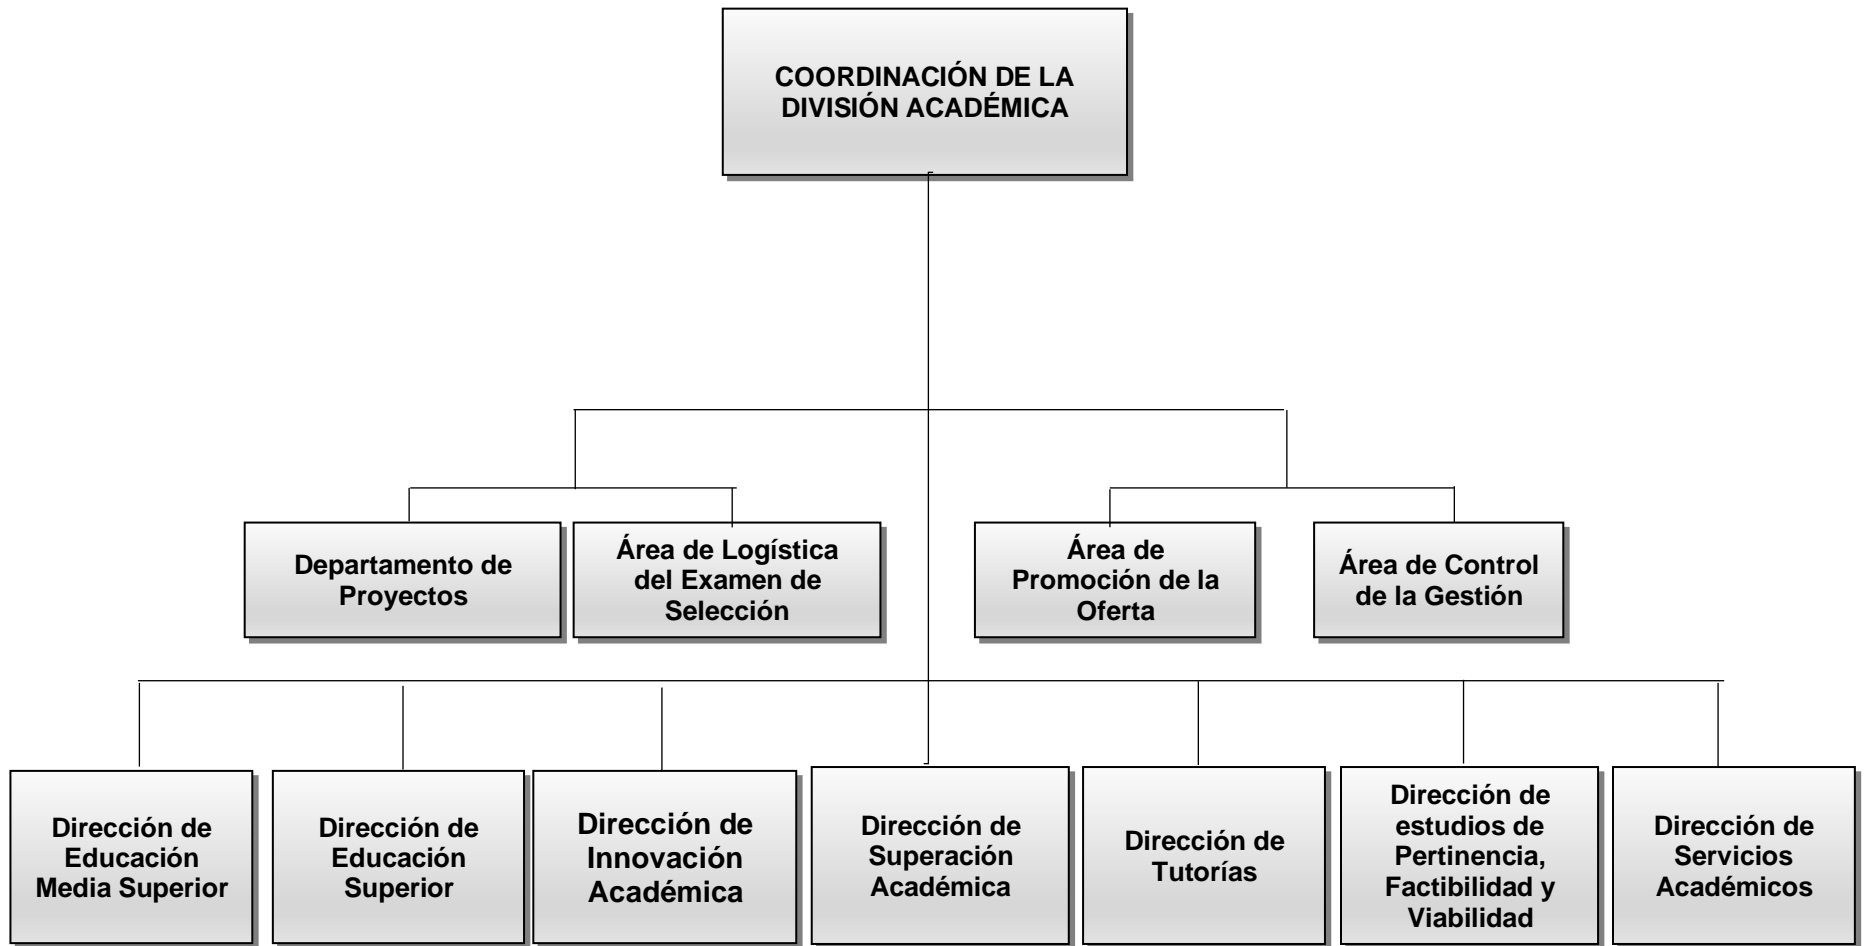 COORDINACIÓN DE LA
DIVISIÓN ACADÉMICA
Departamento de
Proyectos
Área de Logística
del Examen de
Selección
Área de
Promoción de la
Oferta
Área de Control
de la Gestión
Dirección de
Educación
Media Superior
Dirección de
Educación
Superior
Dirección de
Innovación
Académica
Dirección de
Superación
Académica
Dirección de
Tutorías
Dirección de
estudios de
Pertinencia,
Factibilidad y
Viabilidad
Dirección de
Servicios
Académicos